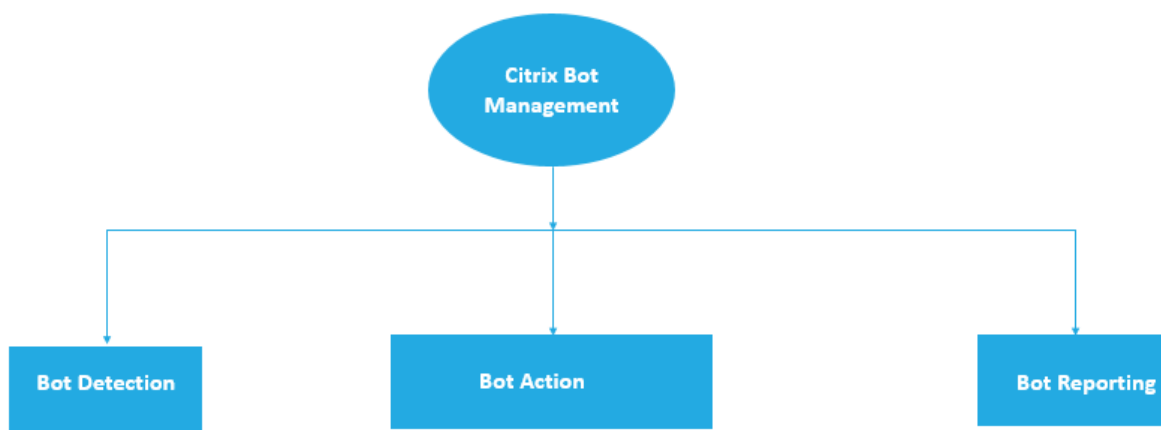 Citrix Bot
Management
Bot Detection
Bot Action
Bot Reporting